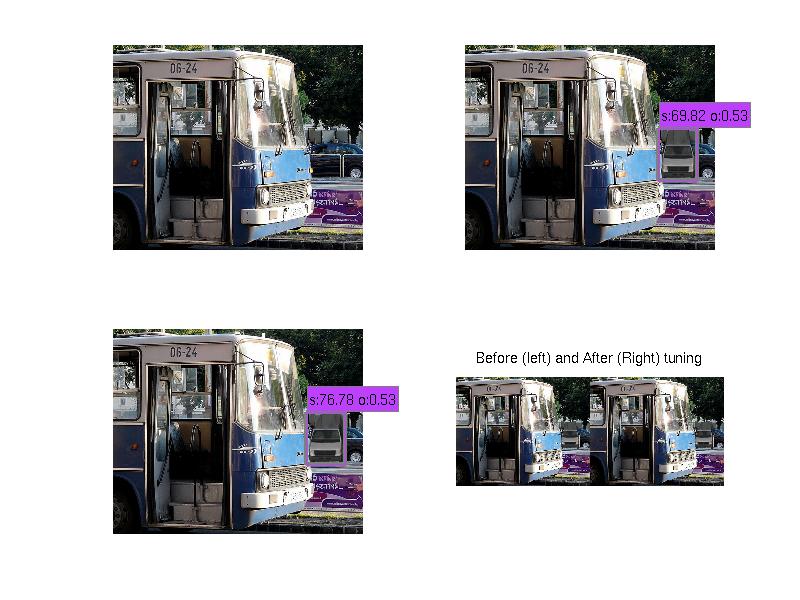 06-24
06-24
s:69.82 o:0.53
06-24
s:76.78 o:0.53
Before (left) and After (Right) tuning